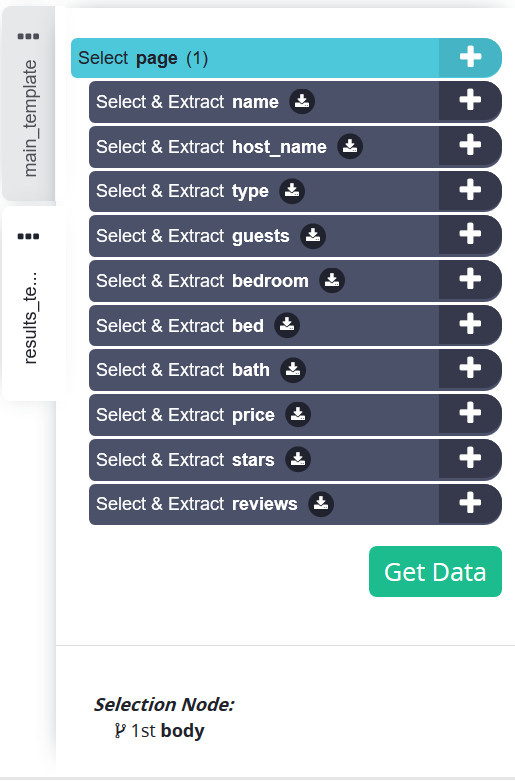 main_template
results_te...
Select page (1)
Select & Extract name
Select & Extract host_name
Select & Extract type
Select & Extract guests
Select & Extract bedroom
Select & Extract bed
Select & Extract bath
Select & Extract price
Select & Extract stars
Select & Extract reviews
Get Data
Selection Node:
1st body